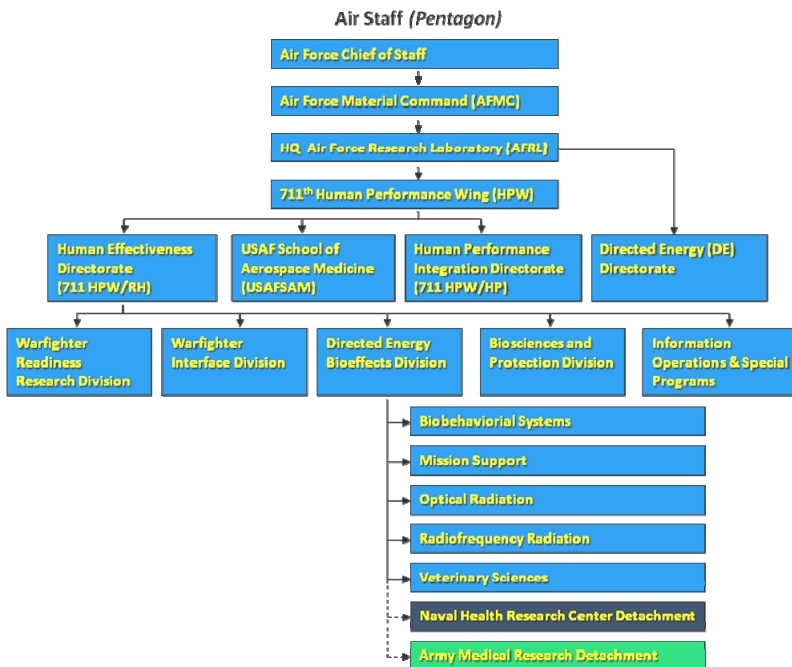 Air Staff (Pentagon)
Air Force Chief of Staff
Air Force Material Command (AFMC)
HQ Air Force Research Laboratory (AFRL)
711th Human Performance Wing (HPW)
Human Effectiveness
Directorate
(711 HPW/RH)
USAF School of
Aerospace Medicine
(USAFSAM)
Human Performance
Integration Directorate
(711 HPW/HP)
Directed Energy (DE)
Directorate
Warfighter
Readiness
Research Division
Warfighter
Interface Division
Directed Energy
Bioeffects Division
Biosciences and
Protection Division
Information
Operations & Special
Programs
Biobehaviorial Systems
Mission Support
Optical Radiation
Radiofrequency Radiation
Veterinary Sciences
Naval Health Research Center Detachment
Army Medical Research Detachment